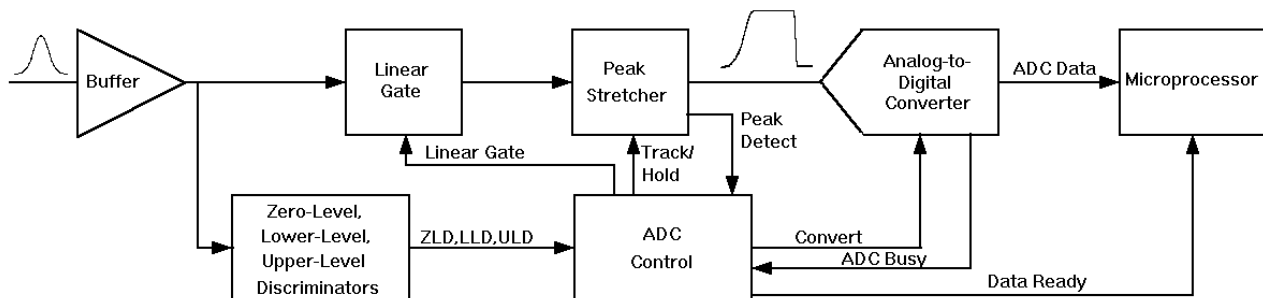 Buffer
Linear
Gate
Peak
Stretcher
Analog-to-
Digital
Converter
ADC Data
Microprocessor
Linear Gate
Track/
Hold
Peak
Detect
Zero-Level,
Lower-Level,
Upper-Level
Discriminators
ZLD,LLD,ULD
ADC
Control
Convert
ADC Busy
Data Ready